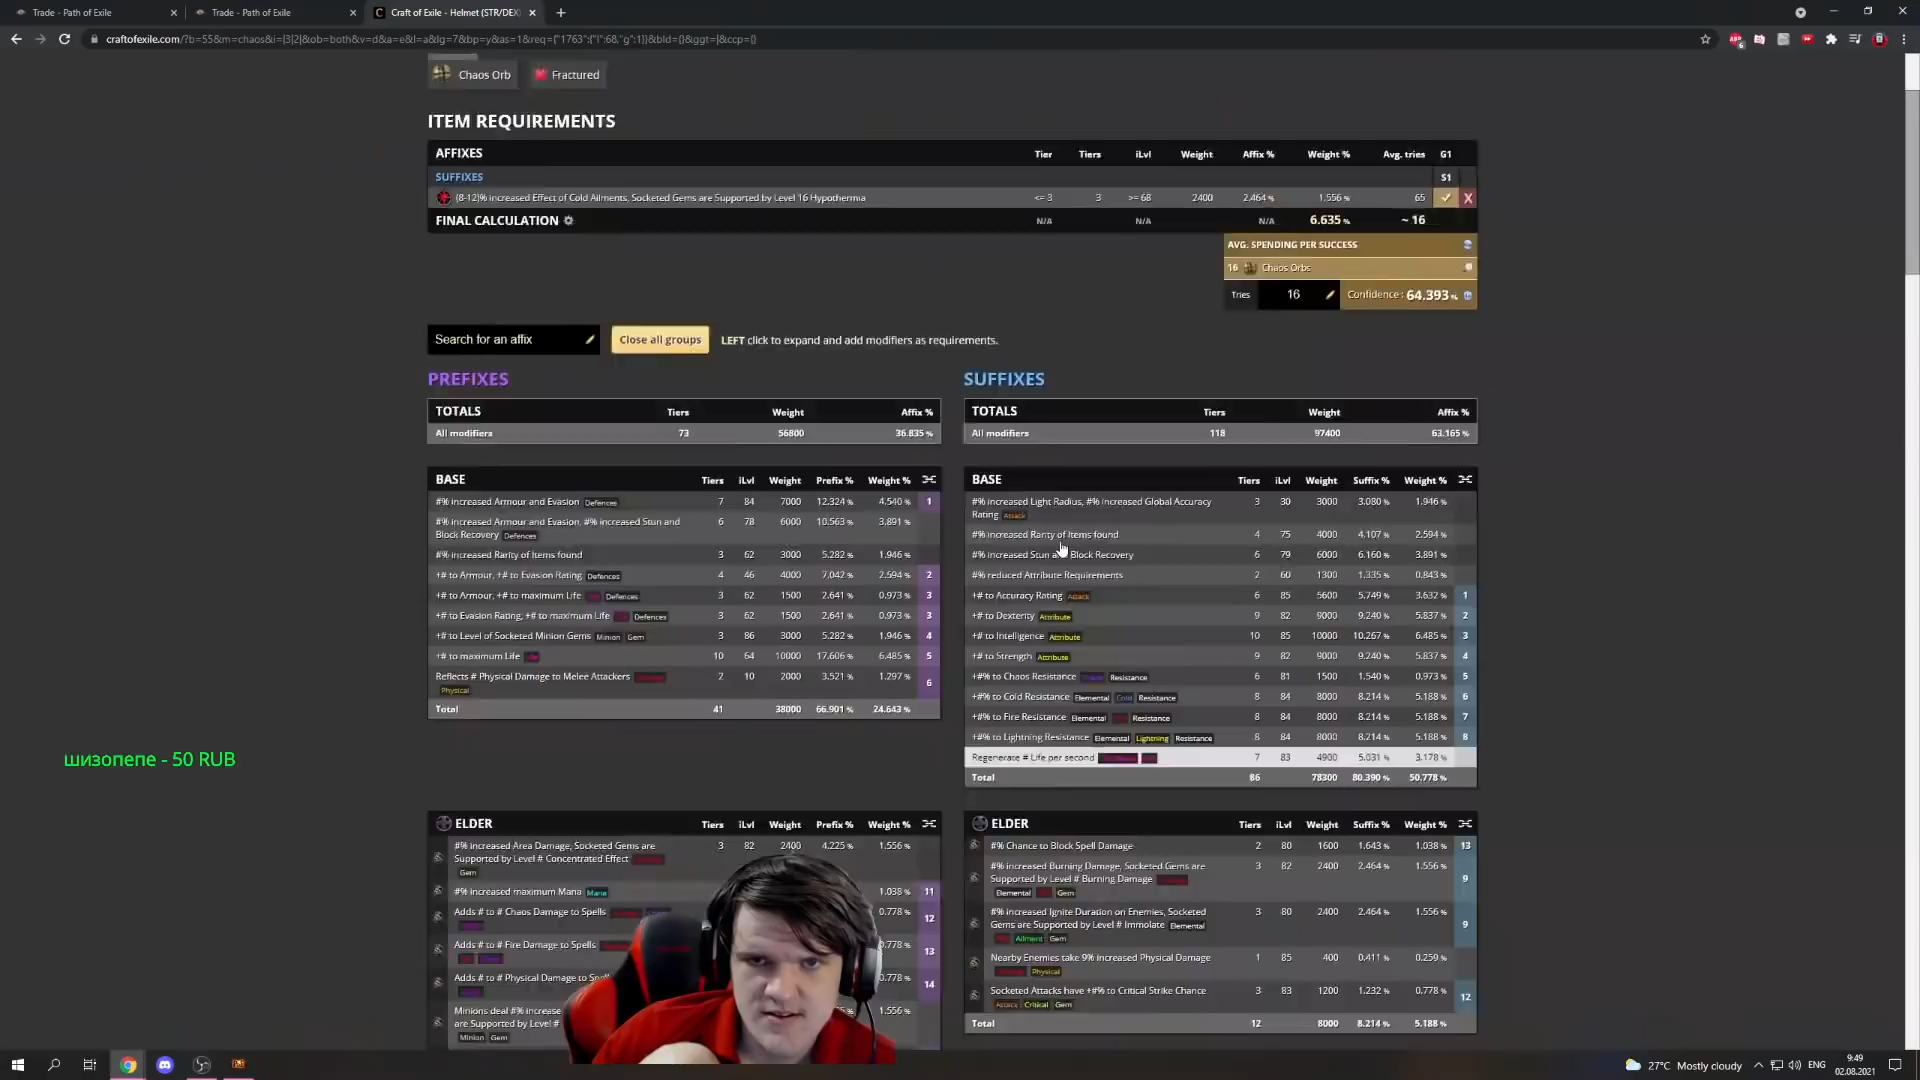 Trade - Path of Exile
Trade - Path of Exile
Craft of Exile - Helmet (STR/DEX)
craftofexile.com/?b=55&m=chaos&i=|3|2|&ob=both&v=d&a=e&l=a&lg=7&bp=y&as=1&req={"1763":{"l":68,"g":1}}&bld={}&ggt=|&ccp={}
Chaos Orb Fractured
ITEM REQUIREMENTS
AFFIXES Tier Tiers iLvl Weight Affix % Weight % Avg. tries G1
SUFFIXES S1
(8-12)% increased Effect of Cold Ailments, Socketed Gems are Supported by Level 16 Hypothermia <= 3 3 >= 68 2400 2.464 % 1.556 % 65 X
FINAL CALCULATION N/A N/A N/A 6.635 % ~ 16
AVG. SPENDING PER SUCCESS
16 Chaos Orbs
Tries 16 Confidence : 64.393 %
Search for an affix Close all groups LEFT click to expand and add modifiers as requirements.
PREFIXES
TOTALS Tiers Weight Affix %
All modifiers 73 56800 36.835 %
BASE Tiers iLvl Weight Prefix % Weight %
#% increased Armour and Evasion Defences 7 84 7000 12.324 % 4.540 % 1
#% increased Armour and Evasion, #% increased Stun and 6 78 6000 10.563 % 3.891 %
Block Recovery Defences
#% increased Rarity of Items found 3 62 3000 5.282 % 1.946 %
+# to Armour, +# to Evasion Rating Defences 4 46 4000 7.042 % 2.594 % 2
+# to Armour, +# to maximum Life Defences 3 62 1500 2.641 % 0.973 % 3
+# to Evasion Rating, +# to maximum Life Defences 3 62 1500 2.641 % 0.973 % 3
+# to Level of Socketed Minion Gems Minion Gem 3 86 3000 5.282 % 1.946 % 4
+# to maximum Life 10 64 10000 17.606 % 6.485 % 5
Reflects # Physical Damage to Melee Attackers 2 10 2000 3.521 % 1.297 % 6
Physical
Total 41 38000 66.901 % 24.643 %
SUFFIXES
TOTALS Tiers Weight Affix %
All modifiers 118 97400 63.165 %
BASE Tiers iLvl Weight Suffix % Weight %
#% increased Light Radius, #% increased Global Accuracy 3 30 3000 3.080 % 1.946 %
Rating Attack
#% increased Rarity of Items found 4 75 4000 4.107 % 2.594 %
#% increased Stun and Block Recovery 6 79 6000 6.160 % 3.891 %
#% reduced Attribute Requirements 2 60 1300 1.335 % 0.843 %
+# to Accuracy Rating Attack 6 85 5600 5.749 % 3.632 % 1
+# to Dexterity Attribute 9 82 9000 9.240 % 5.837 % 2
+# to Intelligence Attribute 10 85 10000 10.267 % 6.485 % 3
+# to Strength Attribute 9 82 9000 9.240 % 5.837 % 4
+#% to Chaos Resistance Resistance 6 81 1500 1.540 % 0.973 % 5
+#% to Cold Resistance Elemental Cold Resistance 8 84 8000 8.214 % 5.188 % 6
+#% to Fire Resistance Elemental Resistance 8 84 8000 8.214 % 5.188 % 7
+#% to Lightning Resistance Elemental Lightning Resistance 8 84 8000 8.214 % 5.188 % 8
Regenerate # Life per second 7 83 4900 5.031 % 3.178 %
Total 86 78300 80.390 % 50.778 %
шизопепе - 50 RUB
ELDER Tiers iLvl Weight Prefix % Weight %
#% increased Area Damage, Socketed Gems are 3 82 2400 4.225 % 1.556 %
Supported by Level # Concentrated Effect
Gem
#% increased maximum Mana Mana 1.038 % 11
Adds # to # Chaos Damage to Spells 0.778 % 12
Adds # to # Fire Damage to Spells 0.778 % 13
Adds # to # Physical Damage to 0.778 % 14
Minions deal #% increase 1.556 %
are Supported by Level #
Minion Gem
ELDER Tiers iLvl Weight Suffix % Weight %
#% Chance to Block Spell Damage 2 80 1600 1.643 % 1.038 % 13
#% increased Burning Damage, Socketed Gems are 3 82 2400 2.464 % 1.556 % 9
Supported by Level # Burning Damage
Elemental Gem
#% increased Ignite Duration on Enemies, Socketed 3 80 2400 2.464 % 1.556 % 9
Gems are Supported by Level # Immolate Elemental
Ailment Gem
Nearby Enemies take 9% increased Physical Damage 1 85 400 0.411 % 0.259 %
Physical
Socketed Attacks have +#% to Critical Strike Chance 3 83 1200 1.232 % 0.778 % 12
Attack Critical Gem
Total 12 8000 8.214 % 5.188 %
27°C Mostly cloudy ENG 9:49
02.08.2021